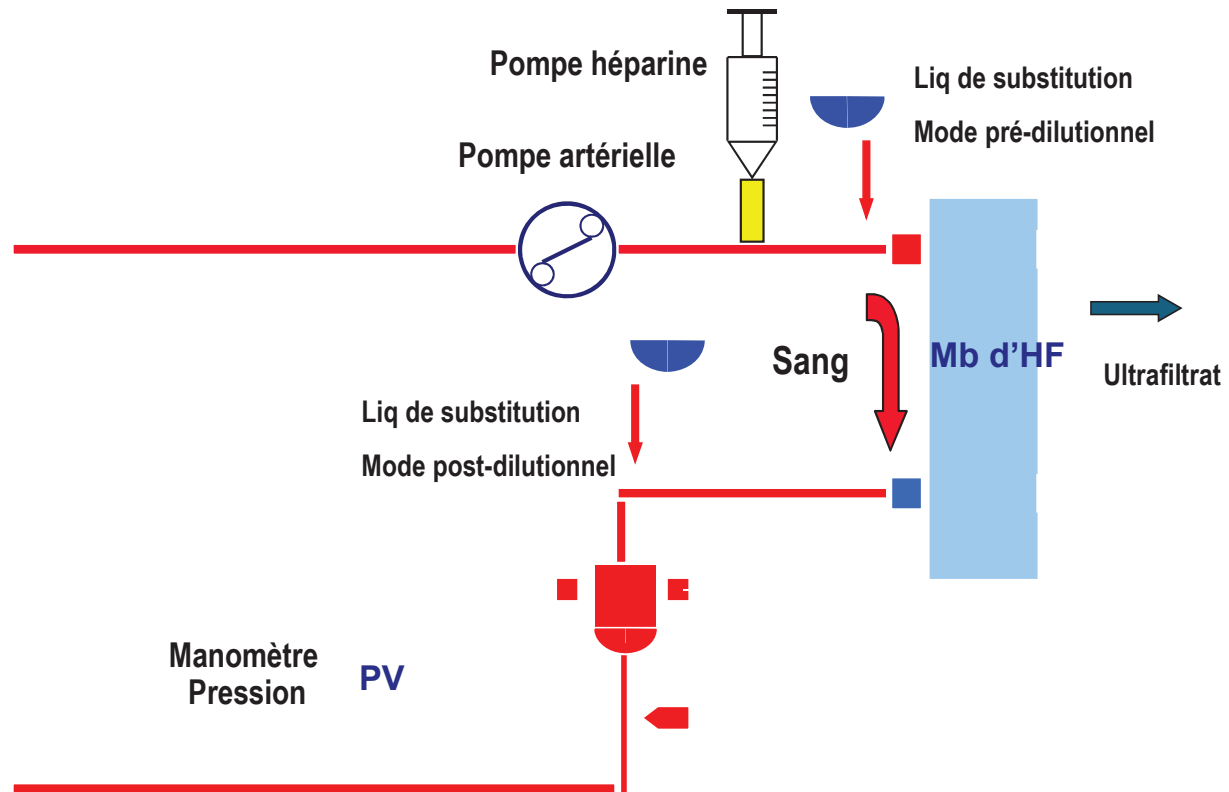 Pompe héparine
Liq de substitution
Mode pré-dilutionnel
Pompe artérielle
Sang
Mb d'HF
Ultrafiltrat
Liq de substitution
Mode post-dilutionnel
Manomètre
Pression
PV